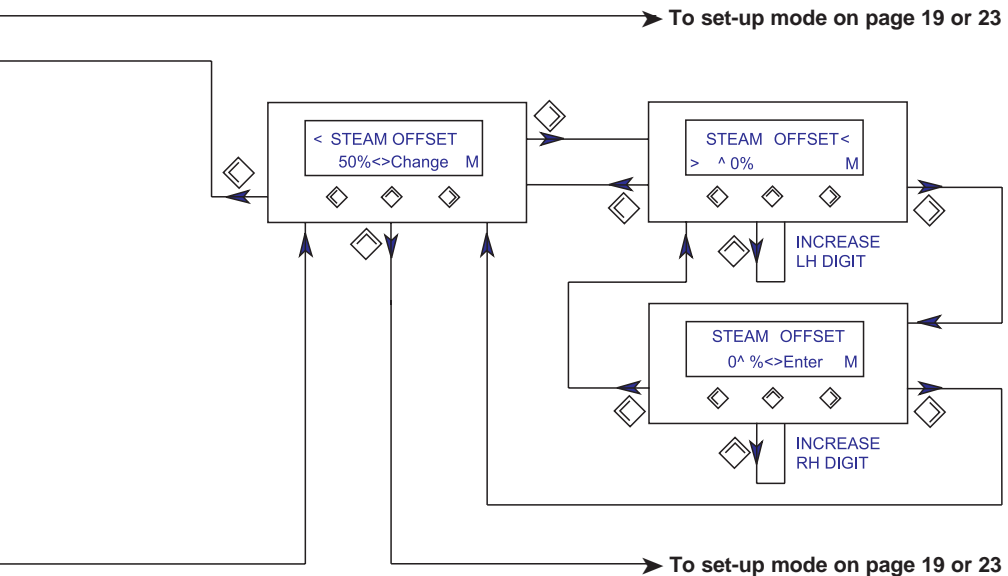 To set-up mode on page 19 or 23
< STEAM OFFSET
50%<>Change M
STEAM OFFSET<
> ^ 0% M
INCREASE
LH DIGIT
STEAM OFFSET
0^ %<>Enter M
INCREASE
RH DIGIT
To set-up mode on page 19 or 23